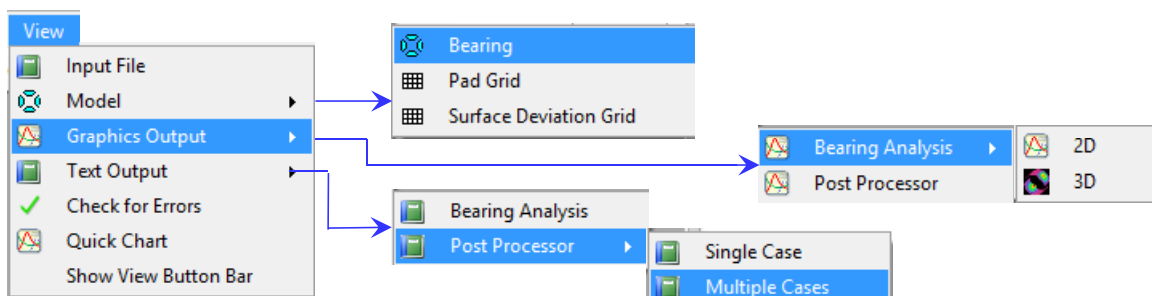 View
Input File
Model
Graphics Output
Text Output
Check for Errors
Quick Chart
Show View Button Bar
Bearing
Pad Grid
Surface Deviation Grid
Bearing Analysis
Post Processor
2D
3D
Bearing Analysis
Post Processor
Single Case
Multiple Cases